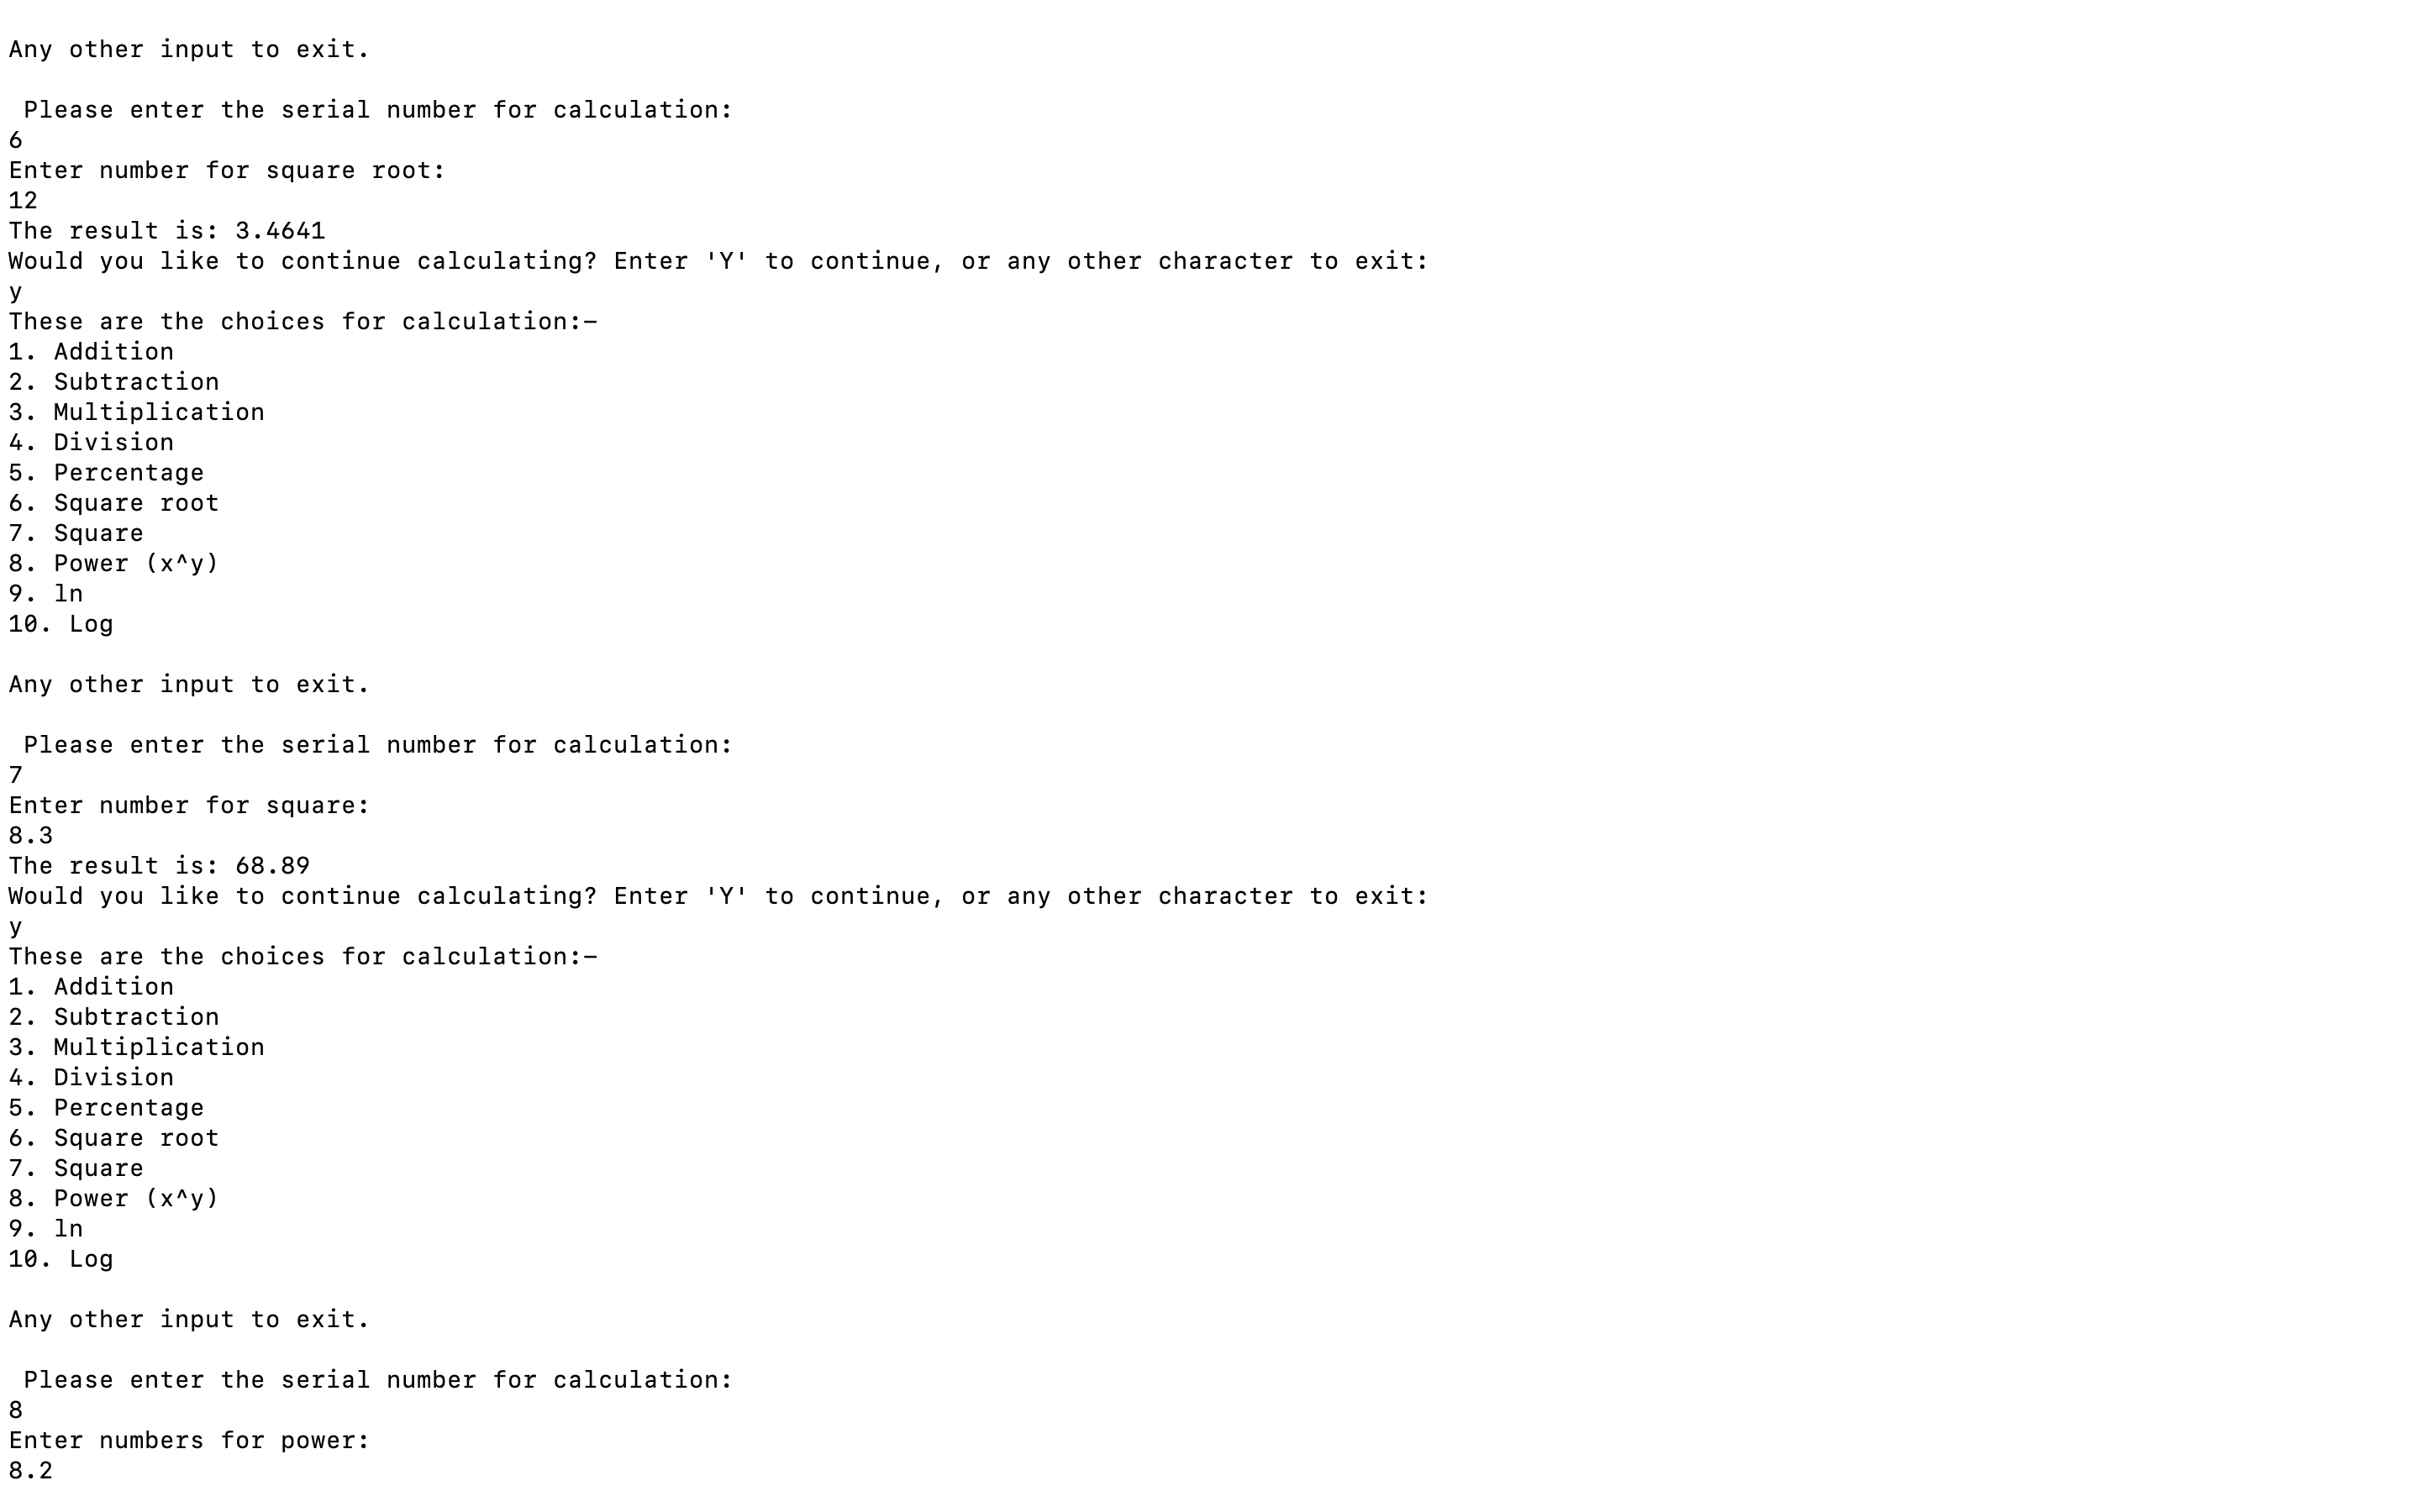 Any other input to exit.
Please enter the serial number for calculation:
6
Enter number for square root:
12
The result is: 3.4641
Would you like to continue calculating? Enter 'Y' to continue, or any other character to exit:
y
These are the choices for calculation:–
1. Addition
2. Subtraction
3. Multiplication
4. Division
5. Percentage
6. Square root
7. Square
8. Power (x^y)
9. ln
10. Log
Any other input to exit.
Please enter the serial number for calculation:
7
Enter number for square:
8.3
The result is: 68.89
Would you like to continue calculating? Enter 'Y' to continue, or any other character to exit:
y
These are the choices for calculation:–
1. Addition
2. Subtraction
3. Multiplication
4. Division
5. Percentage
6. Square root
7. Square
8. Power (x^y)
9. ln
10. Log
Any other input to exit.
Please enter the serial number for calculation:
8
Enter numbers for power:
8.2